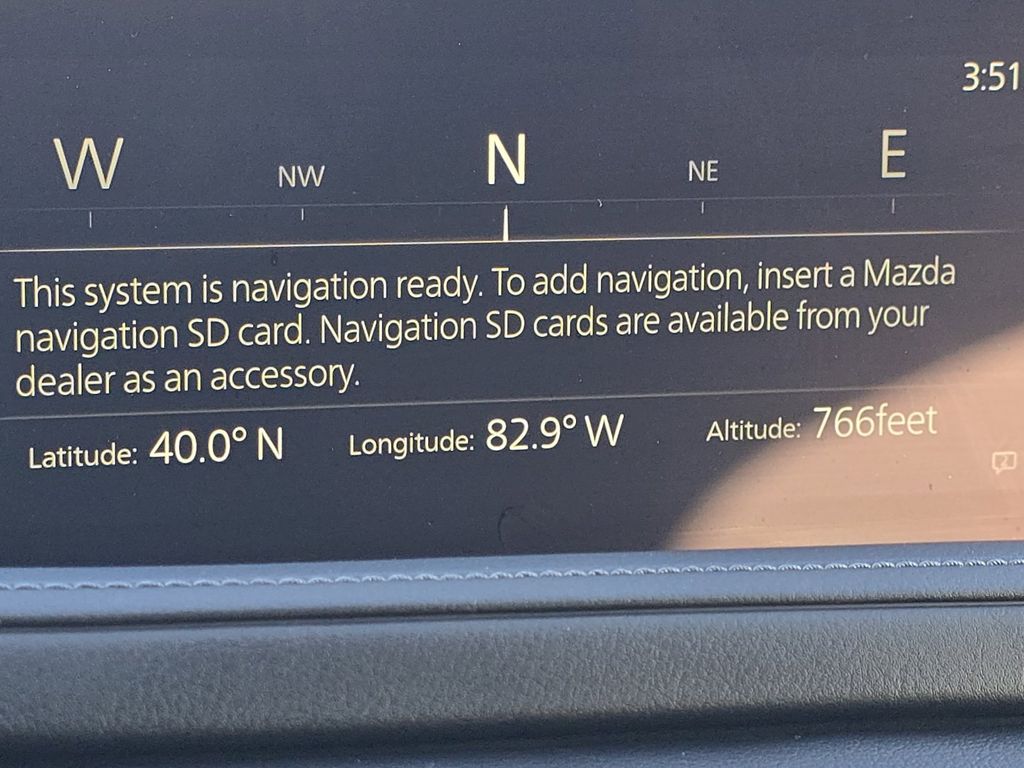 3:51
W NW N NE E
This system is navigation ready. To add navigation, insert a Mazda
navigation SD card. Navigation SD cards are available from your
dealer as an accessory.
Latitude: 40.0° N Longitude: 82.9° W Altitude: 766feet
2